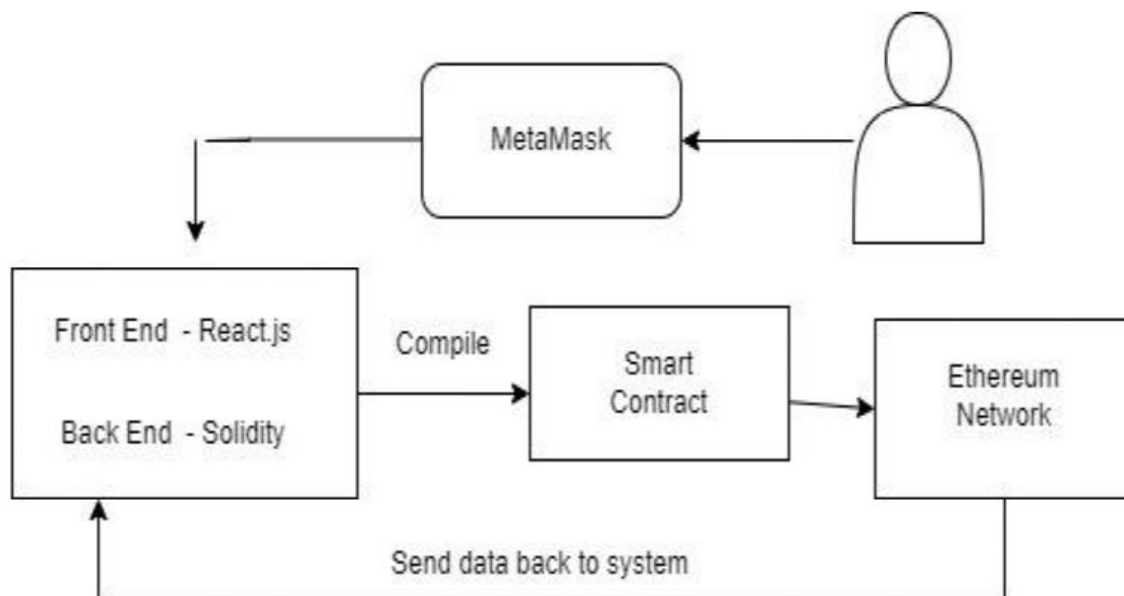 MetaMask
Front End - React.js
Back End - Solidity
Compile
Smart
Contract
Ethereum
Network
Send data back to system